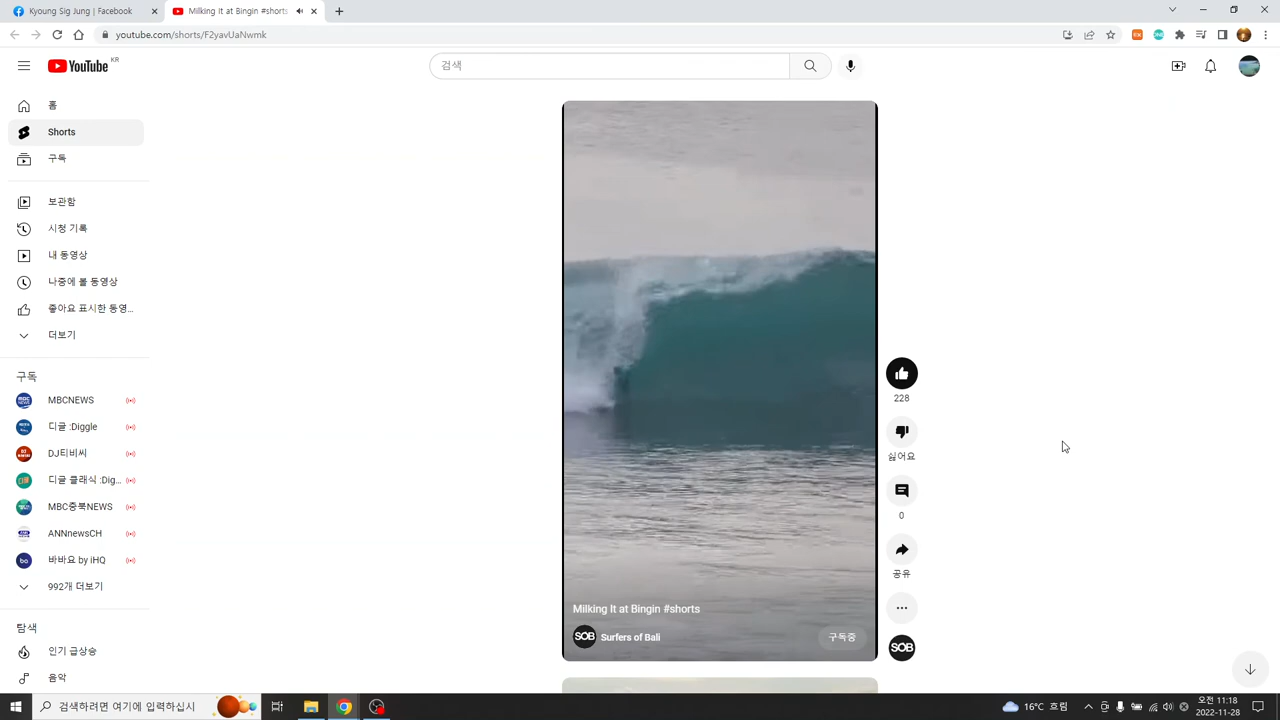 Kyoung Sig Jung | Facebook
Milking It at Bingin #shorts
youtube.com/shorts/F2yavUaNwmk
YouTube KR
검색
홈
Shorts
구독
보관함
시청 기록
내 동영상
나중에 볼 동영상
좋아요 표시한 동영...
더보기
구독
MBCNEWS
디글 :Diggle
DJ티비씨
디글 클래식 :Dig...
MBC충북NEWS
ANNnewsCH
바바요 by iHQ
992개 더보기
탐색
인기 급상승
음악
228
싫어요
0
공유
Milking It at Bingin #shorts
SOB Surfers of Bali
구독중
SOB
검색하려면 여기에 입력하십시
16°C 흐림
오전 11:18
2022-11-28